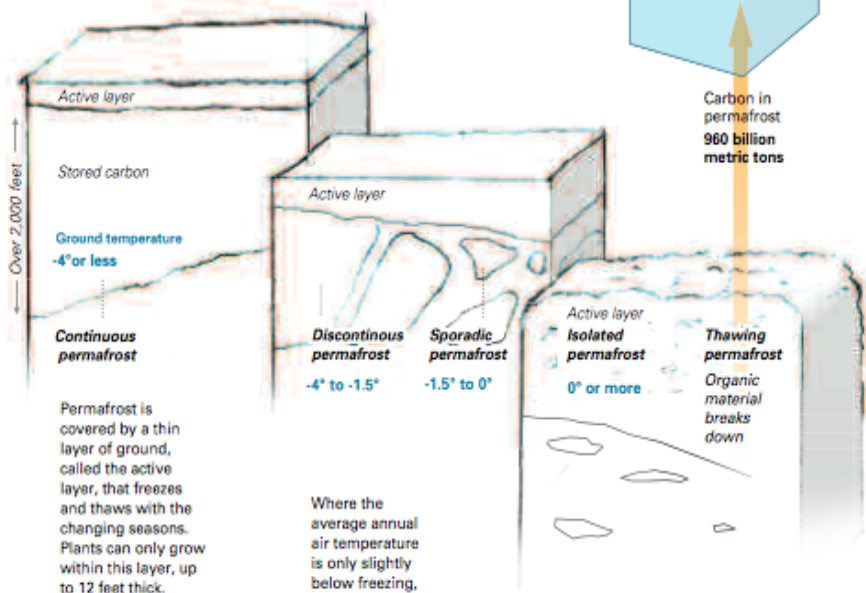 Carbon in
permafrost
960 billion
metric tons
Active layer
Stored carbon
Over 2,000 feet
Ground temperature
-4°or less
Continuous
permafrost
Permafrost is
covered by a thin
layer of ground,
called the active
layer, that freezes
and thaws with the
changing seasons.
Plants can only grow
within this layer, up
to 12 feet thick.
Active layer
Discontinous
permafrost
-4° to -1.5°
Sporadic
permafrost
-1.5° to 0°
Where the
average annual
air temperature
is only slightly
below freezing,
Active layer
Isolated
permafrost
0° or more
Thawing
permafrost
Organic
material
breaks
down